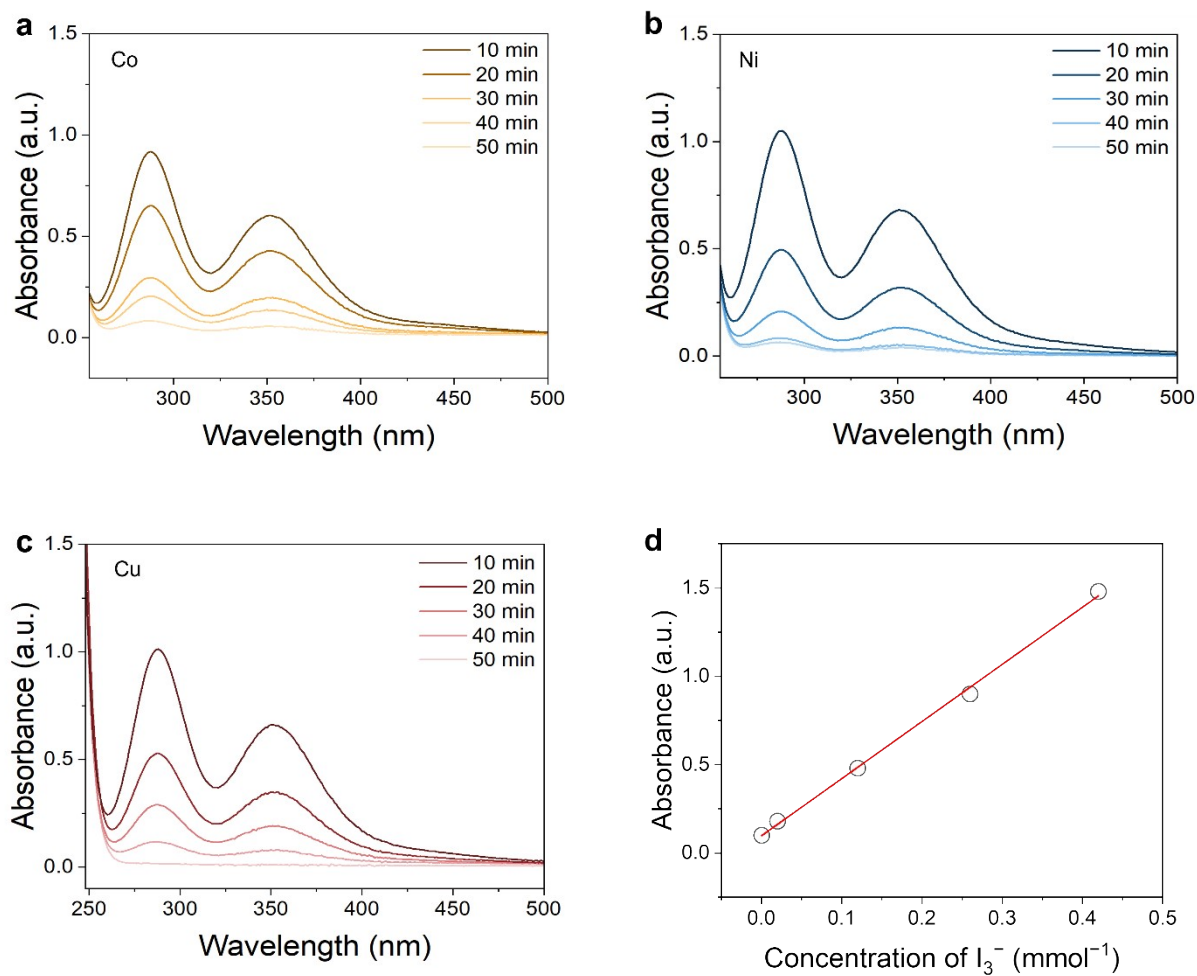 a
Co
10 min
20 min
30 min
40 min
50 min
1.5
1.0
0.5
0.0
Absorbance (a.u.)
300
350
400
450
500
Wavelength (nm)
b
Ni
10 min
20 min
30 min
40 min
50 min
1.5
1.0
0.5
0.0
Absorbance (a.u.)
300
350
400
450
500
Wavelength (nm)
c
Cu
10 min
20 min
30 min
40 min
50 min
1.5
1.0
0.5
0.0
Absorbance (a.u.)
250
300
350
400
450
500
Wavelength (nm)
d
1.5
1.0
0.5
0.0
Absorbance (a.u.)
0.0
0.1
0.2
0.3
0.4
0.5
Concentration of I₃⁻ (mmol⁻¹)